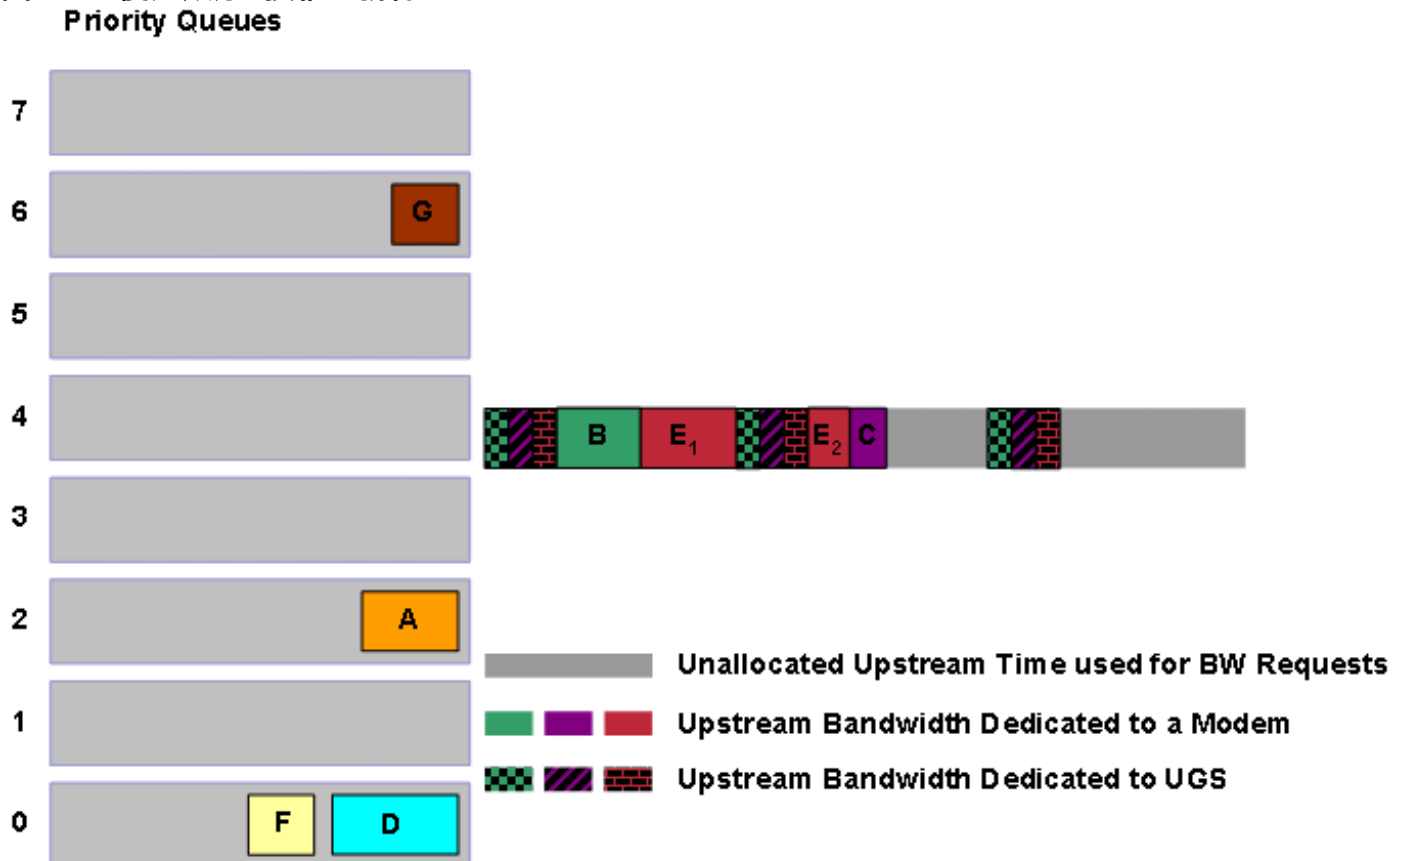 Priority Queues
7
6 G
5
4 B E1 E2 C
3
2 A
Unallocated Upstream Time used for BW Requests
1 Upstream Bandwidth Dedicated to a Modem
Upstream Bandwidth Dedicated to UGS
0 F D